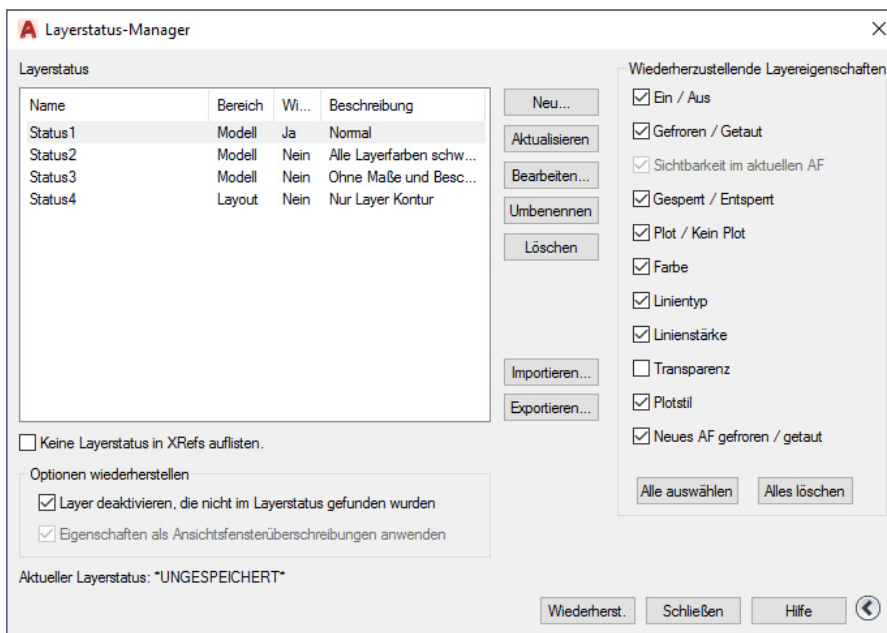 Layerstatus-Manager
Layerstatus
Name Bereich Wi... Beschreibung
Status1 Modell Ja Normal
Status2 Modell Nein Alle Layerfarben schw...
Status3 Modell Nein Ohne Maße und Besc...
Status4 Layout Nein Nur Layer Kontur
Neu...
Aktualisieren
Bearbeiten...
Umbenennen
Löschen
Importieren...
Exportieren...
Keine Layerstatus in XRefs auflisten.
Optionen wiederherstellen
Layer deaktivieren, die nicht im Layerstatus gefunden wurden
Eigenschaften als Ansichtsfensterüberschreibungen anwenden
Aktueller Layerstatus: *UNGESPEICHERT*
Wiederherzustellende Layereigenschaften
Ein / Aus
Gefroren / Getaut
Sichtbarkeit im aktuellen AF
Gesperrt / Entsperrt
Plot / Kein Plot
Farbe
Linientyp
Linienstärke
Transparenz
Plotstil
Neues AF gefroren / getaut
Alle auswählen Alles löschen
Wiederherst. Schließen Hilfe